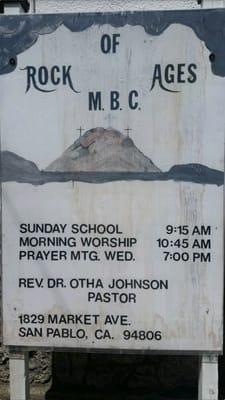 OF
ROCK AGES
M.B.C.
SUNDAY SCHOOL 9:15 AM
MORNING WORSHIP 10:45 AM
PRAYER MTG. WED. 7:00 PM
REV. DR. OTHA JOHNSON
PASTOR
1829 MARKET AVE.
SAN PABLO, CA. 94806